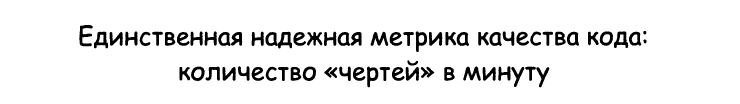 Единственная надежная метрика качества кода:
количество «чертей» в минуту